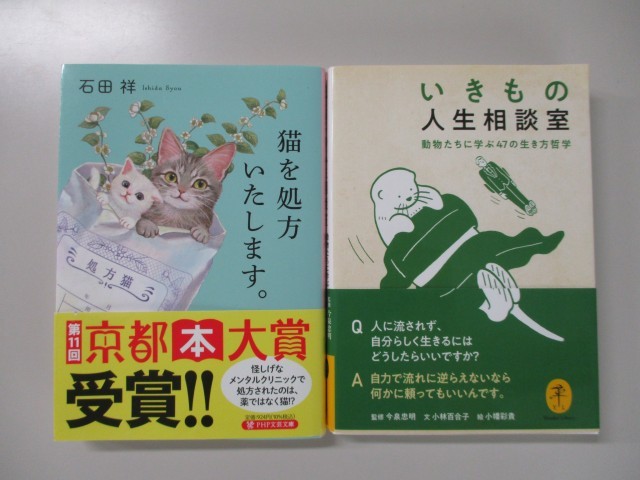 石田 祥 Ishida Syou
猫を処方
いたします。
処方猫
第11回
京都本大賞
受賞!!
怪しげな
メンタルクリニックで
処方されたのは、
薬ではなく猫!?
PHP文芸文庫
いきもの
人生相談室
動物たちに学ぶ47の生き方哲学
Q 人に流されず、
自分らしく生きるには
どうしたらいいですか?
A 自力で流れに逆らえないなら
何かに頼ってもいいんです。
監修 今泉忠明 文 小林百合子 絵 小幡彩貴